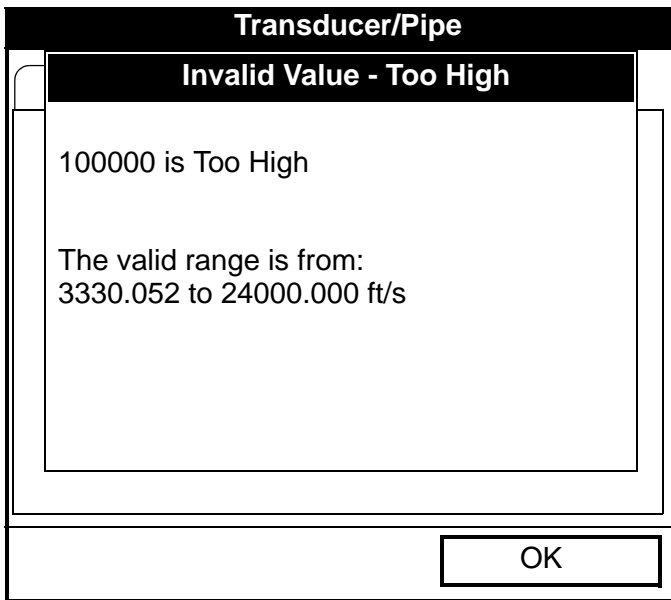 Transducer/Pipe
Invalid Value - Too High
100000 is Too High
The valid range is from:
3330.052 to 24000.000 ft/s
OK